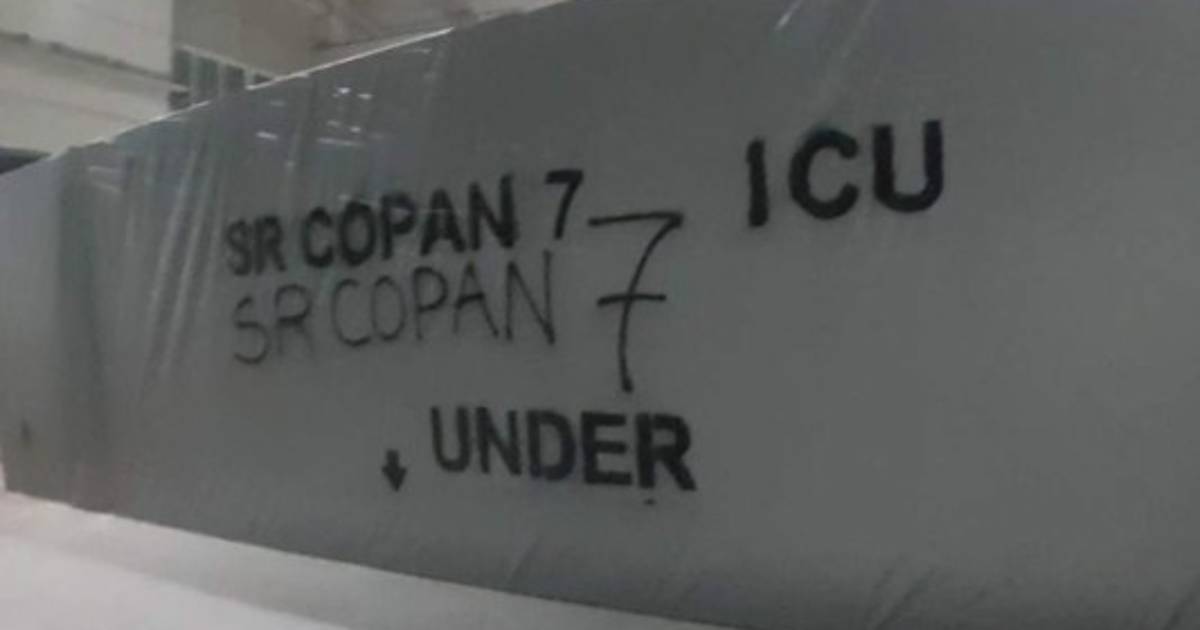 SR COPAN 7 7 ICU
SR COPAN
↓ UNDER